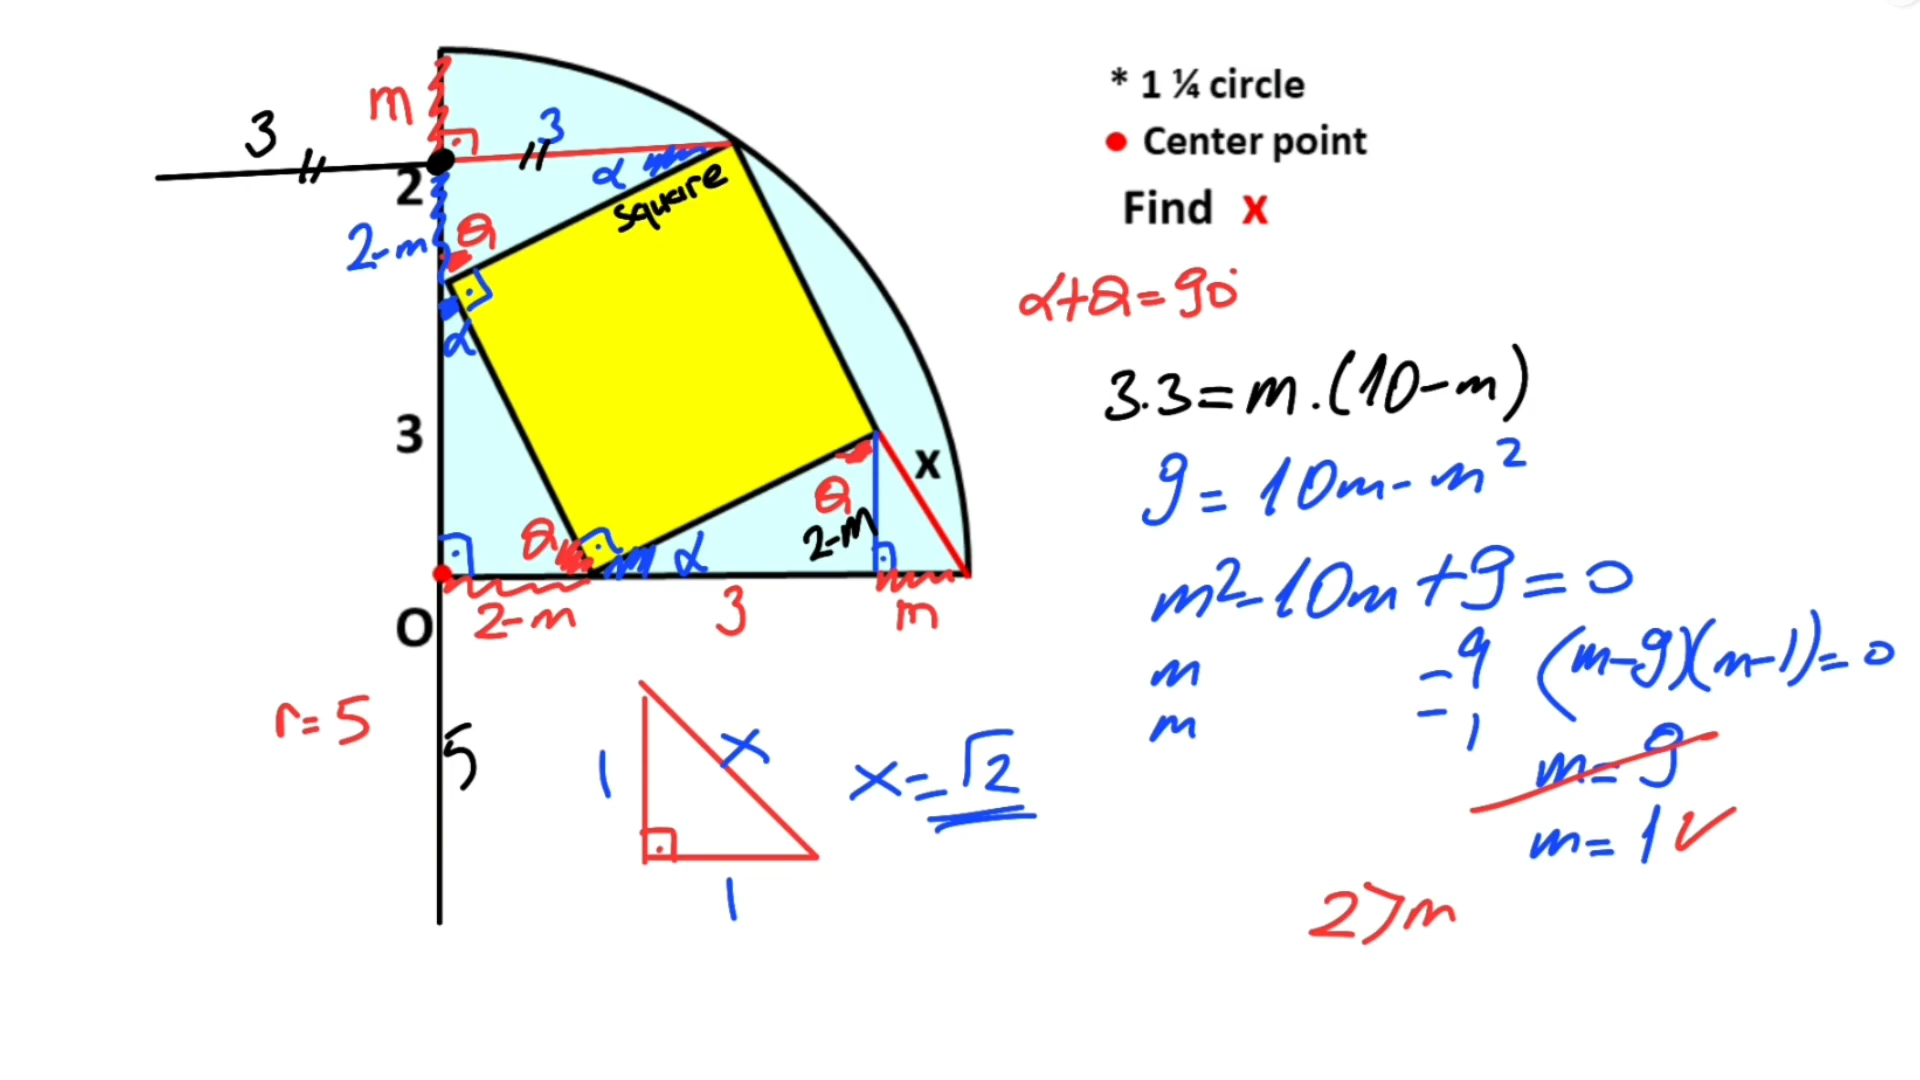 * 1 ¼ circle
Center point
Find x
m
3
3
2
α
square
2-m
θ
α+θ=90°
α
3.3=m.(10-m)
3
x
9=10m-m²
θ
2-m
θ
α
m²-10m+9=0
O
2-m
3
m
m -9 (m-9)(m-1)=0
m -1
r=5
5
1
x
x=√2
m=9
m=1✓
1
2>m